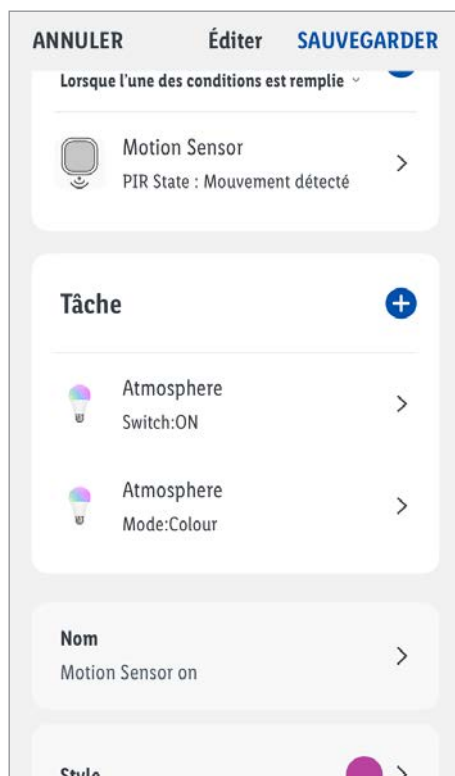 ANNULER Éditer SAUVEGARDER
Lorsque l'une des conditions est remplie
Motion Sensor
PIR State : Mouvement détecté
Tâche
Atmosphere
Switch:ON
Atmosphere
Mode:Colour
Nom
Motion Sensor on
Style